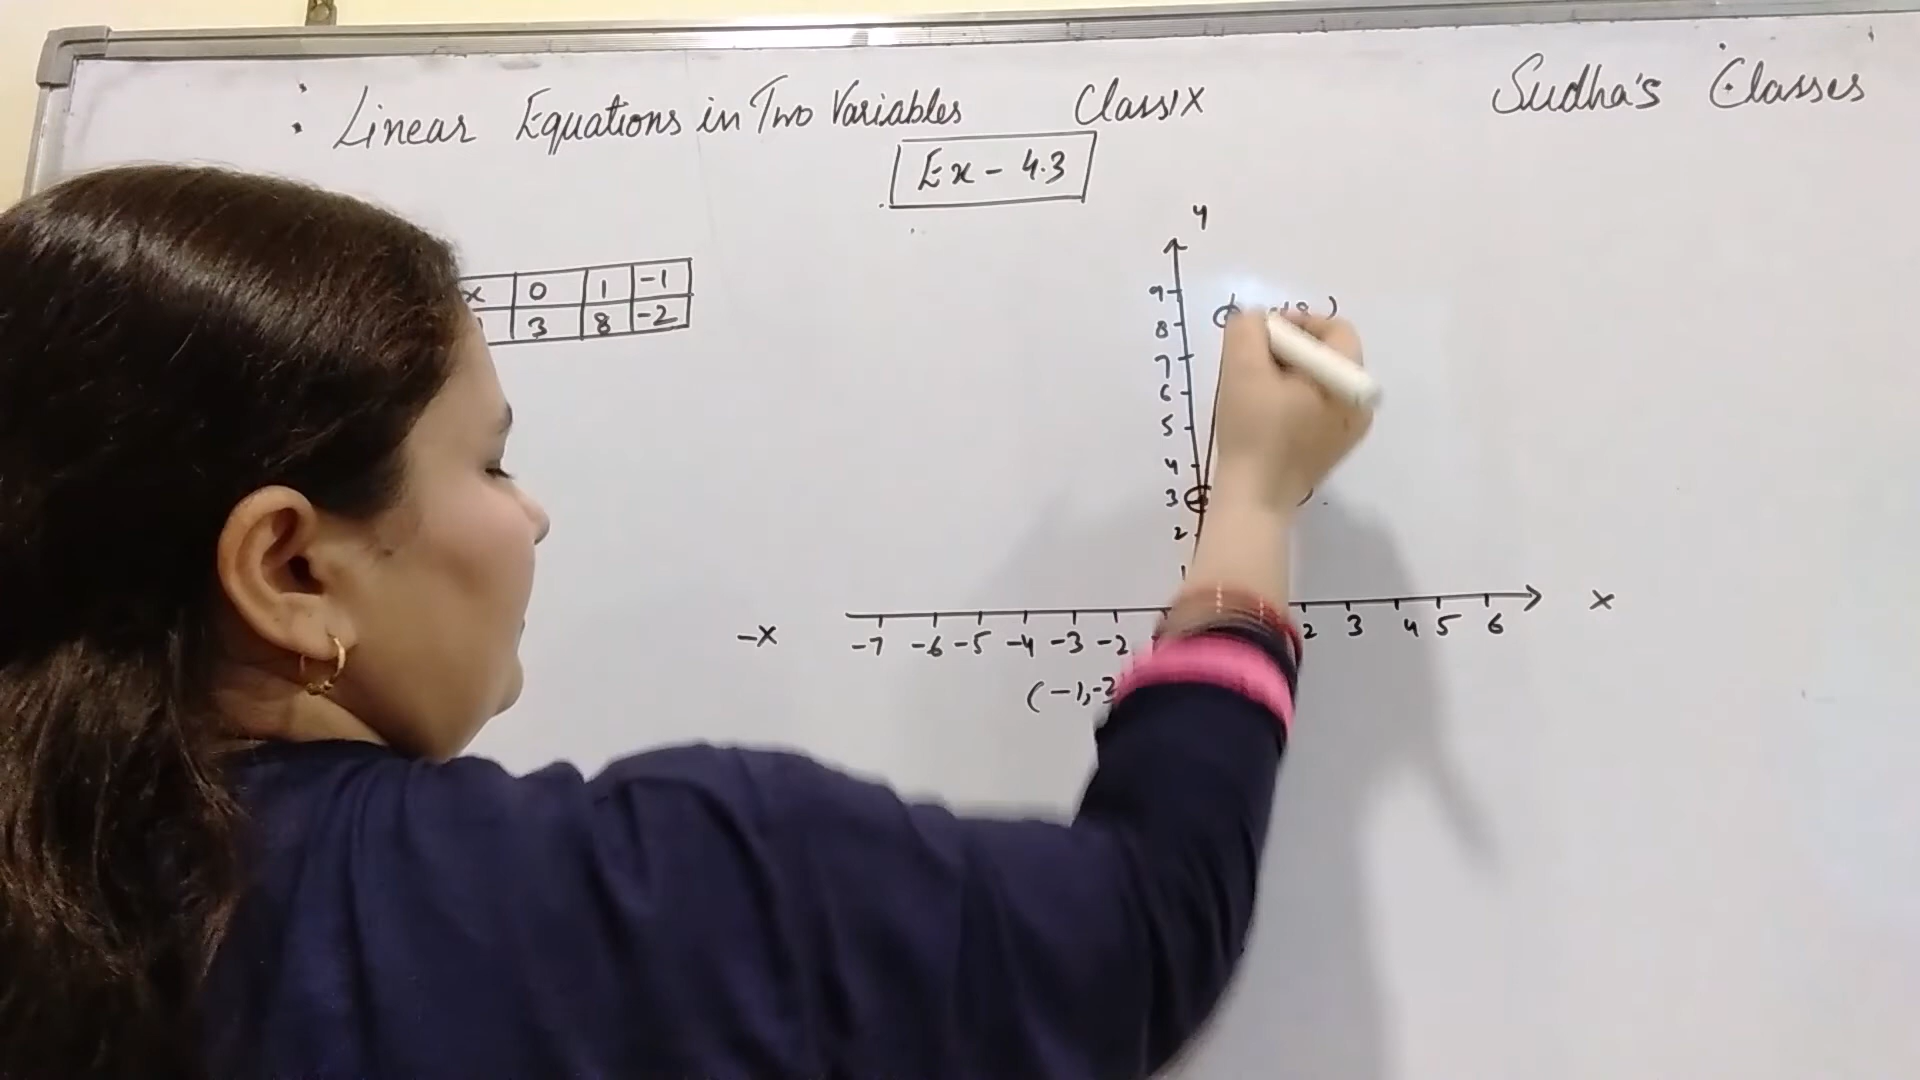 : Linear Equations in Two Variables Class IX Sudha's Classes
Ex - 4.3
x 0 1 -1
3 8 -2
y
9
8
7
6
5
4
3
2
1
-x -7 -6 -5 -4 -3 -2 2 3 4 5 6 x
(-1,-2